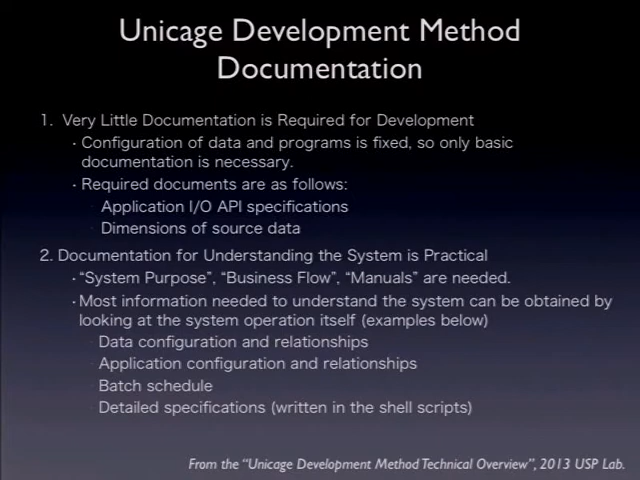 Unicage Development Method
Documentation
1. Very Little Documentation is Required for Development
· Configuration of data and programs is fixed, so only basic
documentation is necessary.
· Required documents are as follows:
Application I/O API specifications
Dimensions of source data
2. Documentation for Understanding the System is Practical
· “System Purpose”, “Business Flow”, “Manuals” are needed.
· Most information needed to understand the system can be obtained by
looking at the system operation itself (examples below)
· Data configuration and relationships
· Application configuration and relationships
· Batch schedule
· Detailed specifications (written in the shell scripts)
From the “Unicage Development Method Technical Overview”, 2013 USP Lab.